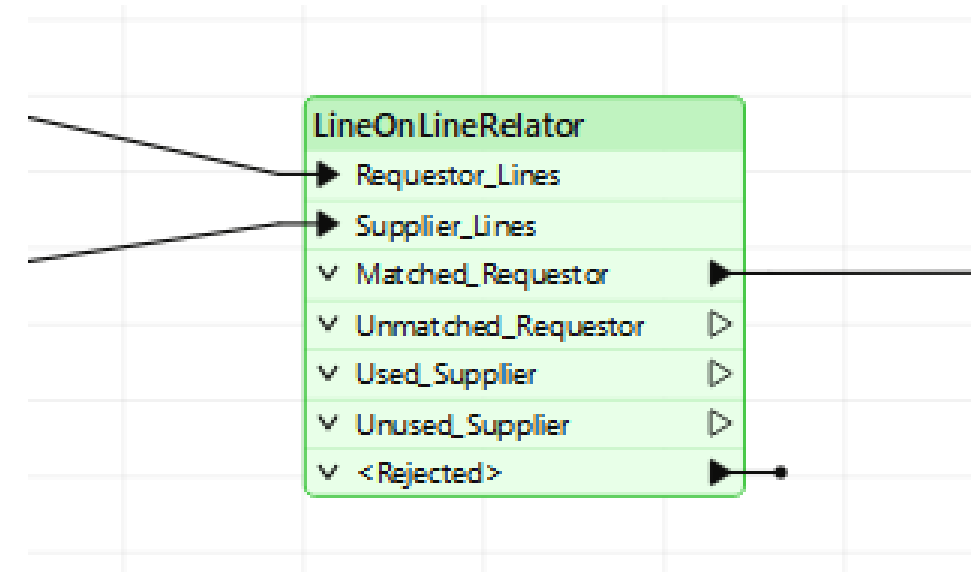 LineOnLineRelator
Requestor_Lines
Supplier_Lines
Matched_Requestor
Unmatched_Requestor
Used_Supplier
Unused_Supplier
<Rejected>